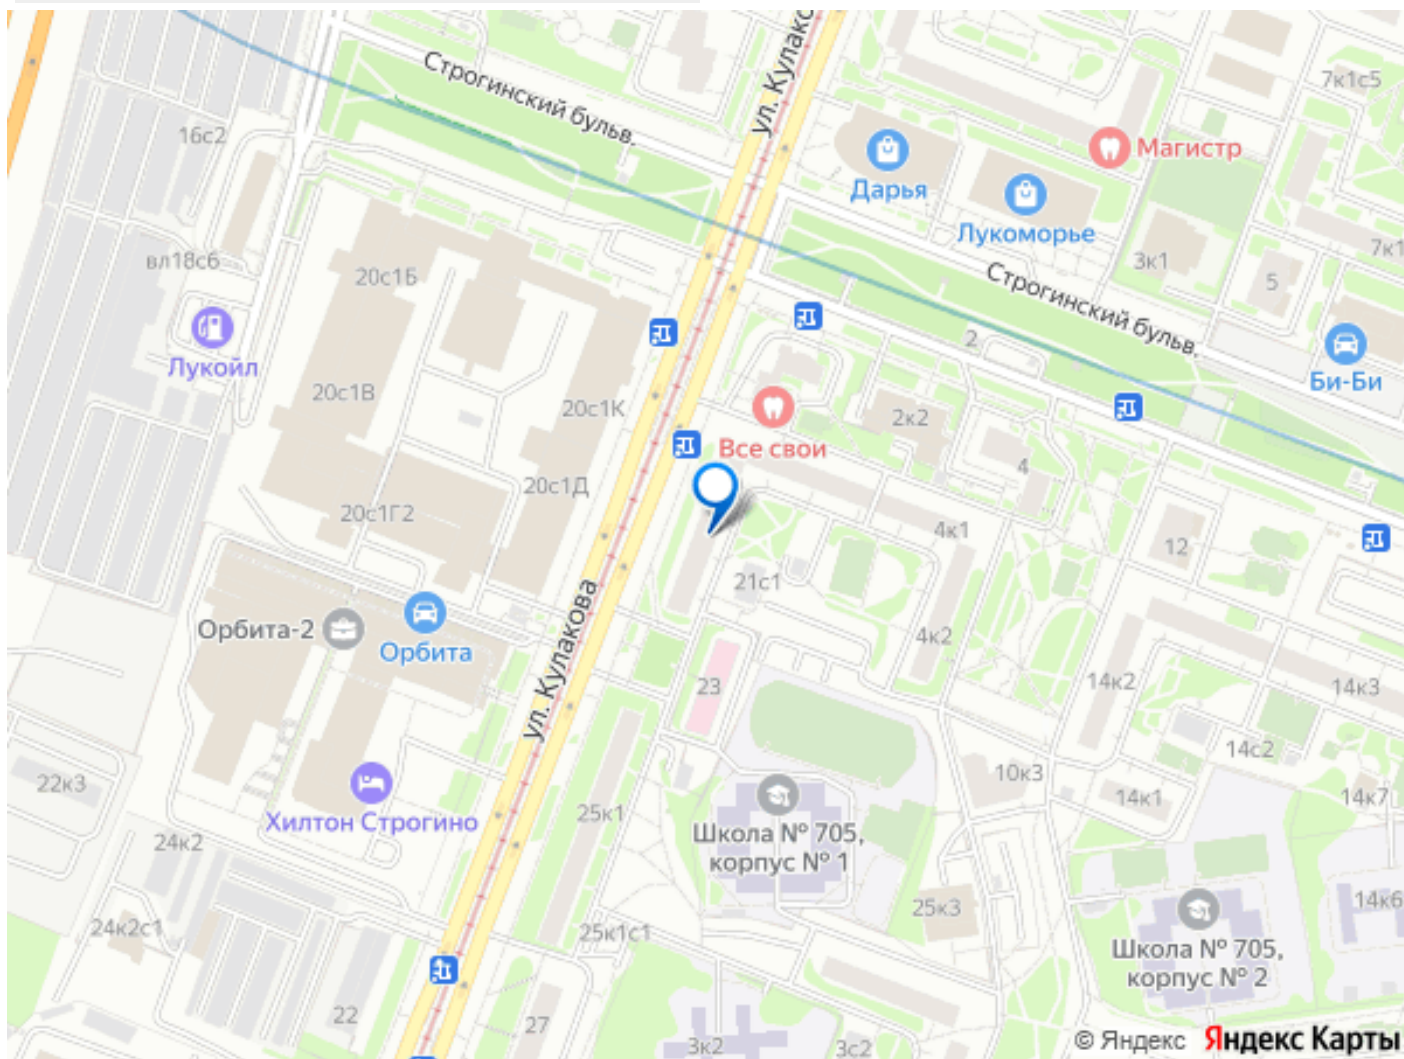 ул. Кулако
Строгинский бульв.
7к1с5
16с2
Магистр
Дарья
Лукоморье
вл18с6
20с1Б
3к1
7к1
5
Строгинский бульв.
Лукойл
2
Би-Би
20с1В
20с1К
2к2
Все свои
4
20с1Д
20с1Г2
4к1
12
21с1
ул. Кулакова
Орбита-2
Орбита
4к2
23
14к2
14к3
14с2
22к3
10к3
14к1
14к7
Хилтон Строгино
25к1
Школа № 705,
корпус № 1
24к2
14к6
25к3
24к2с1
25к1с1
Школа № 705,
корпус № 2
22
27
3к2
3с2
© Яндекс Яндекс Карты